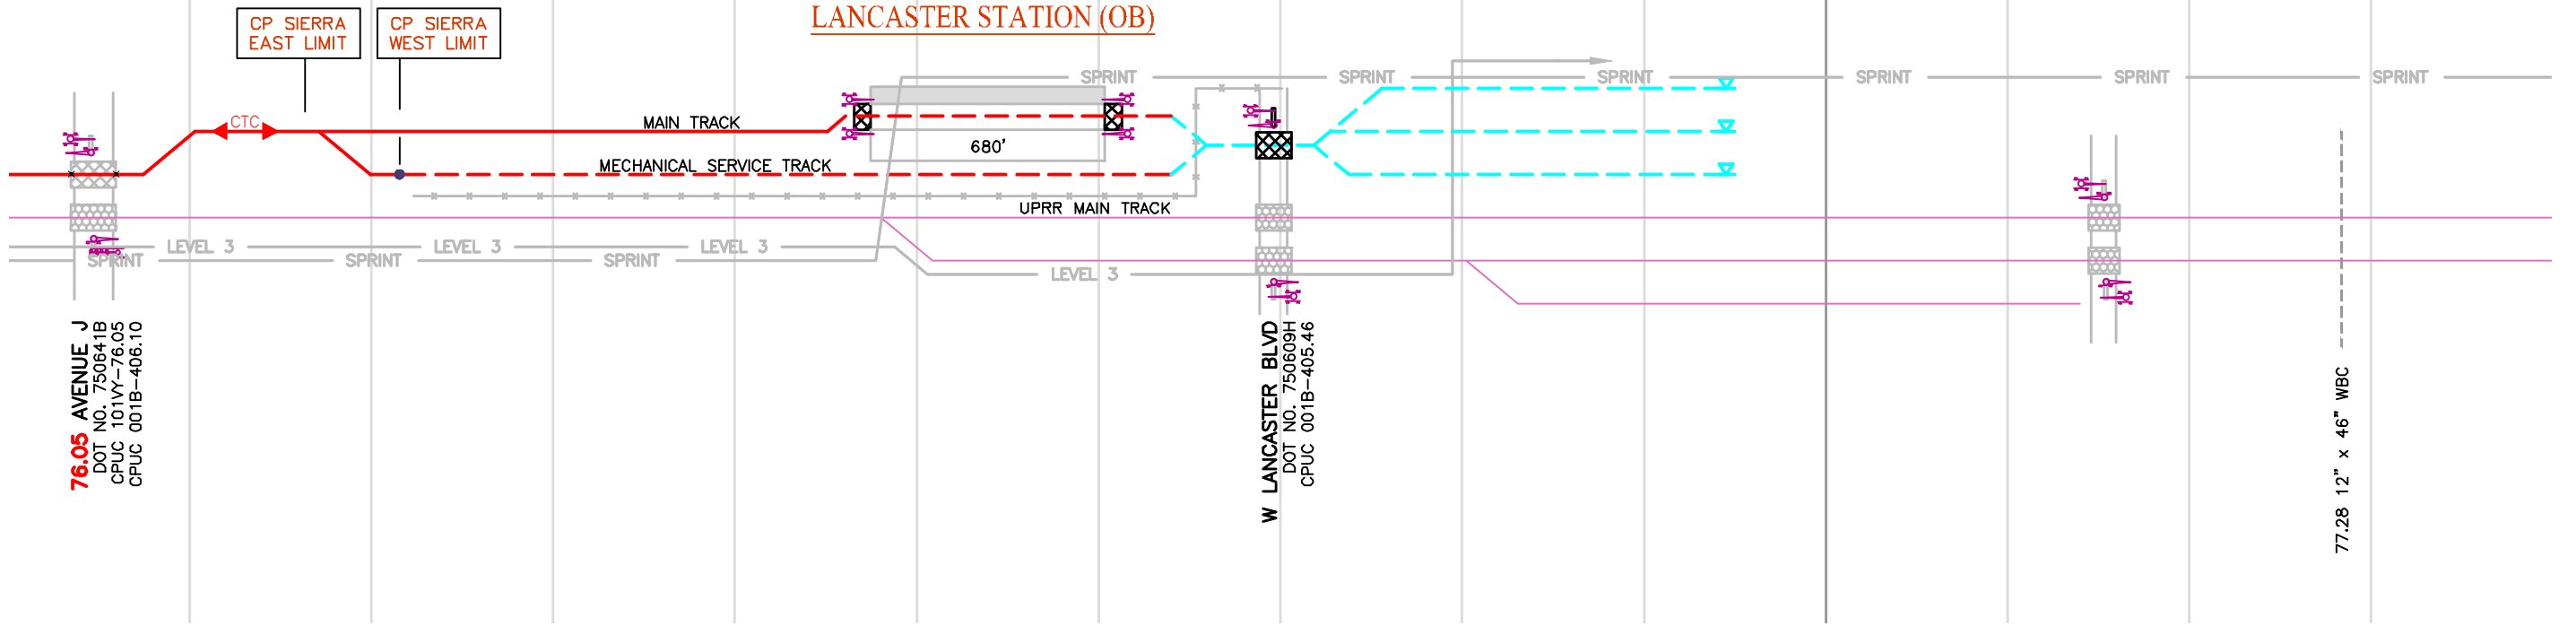 LANCASTER STATION (OB)
CP SIERRA
EAST LIMIT
CP SIERRA
WEST LIMIT
SPRINT SPRINT SPRINT SPRINT SPRINT SPRINT
CTC
MAIN TRACK
680'
MECHANICAL SERVICE TRACK
UPRR MAIN TRACK
LEVEL 3 LEVEL 3 LEVEL 3
SPRINT SPRINT SPRINT
LEVEL 3
76.05 AVENUE J
DOT NO. 750641B
CPUC 101VY-76.05
CPUC 001B-406.10
W LANCASTER BLVD
DOT NO. 750609H
CPUC 001B-405.46
77.28 12" x 46" WBC